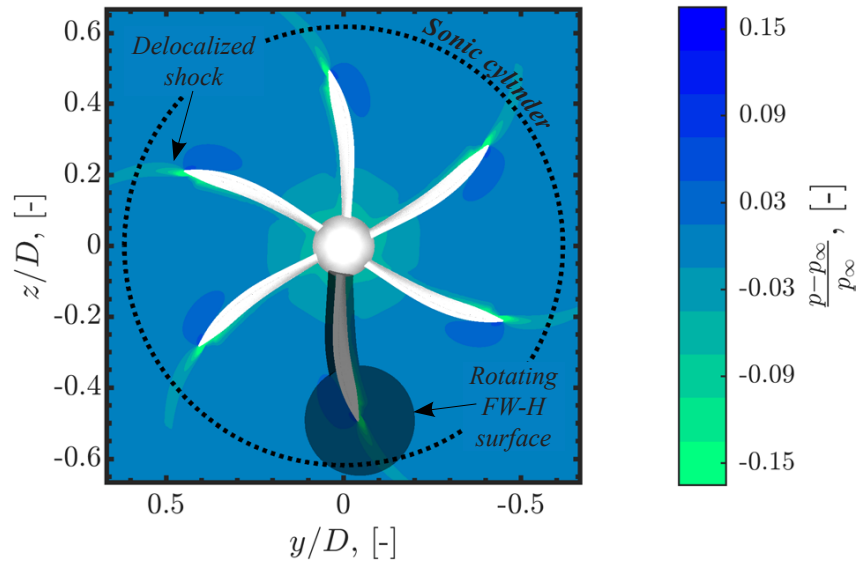 0.6
0.4
0.2
0
-0.2
-0.4
-0.6
z/D, [-]
Delocalized
shock
Sonic cylinder
Rotating
FW-H
surface
0.5
0
-0.5
y/D, [-]
0.15
0.09
0.03
-0.03
-0.09
-0.15
p−p∞
p∞
, [-]